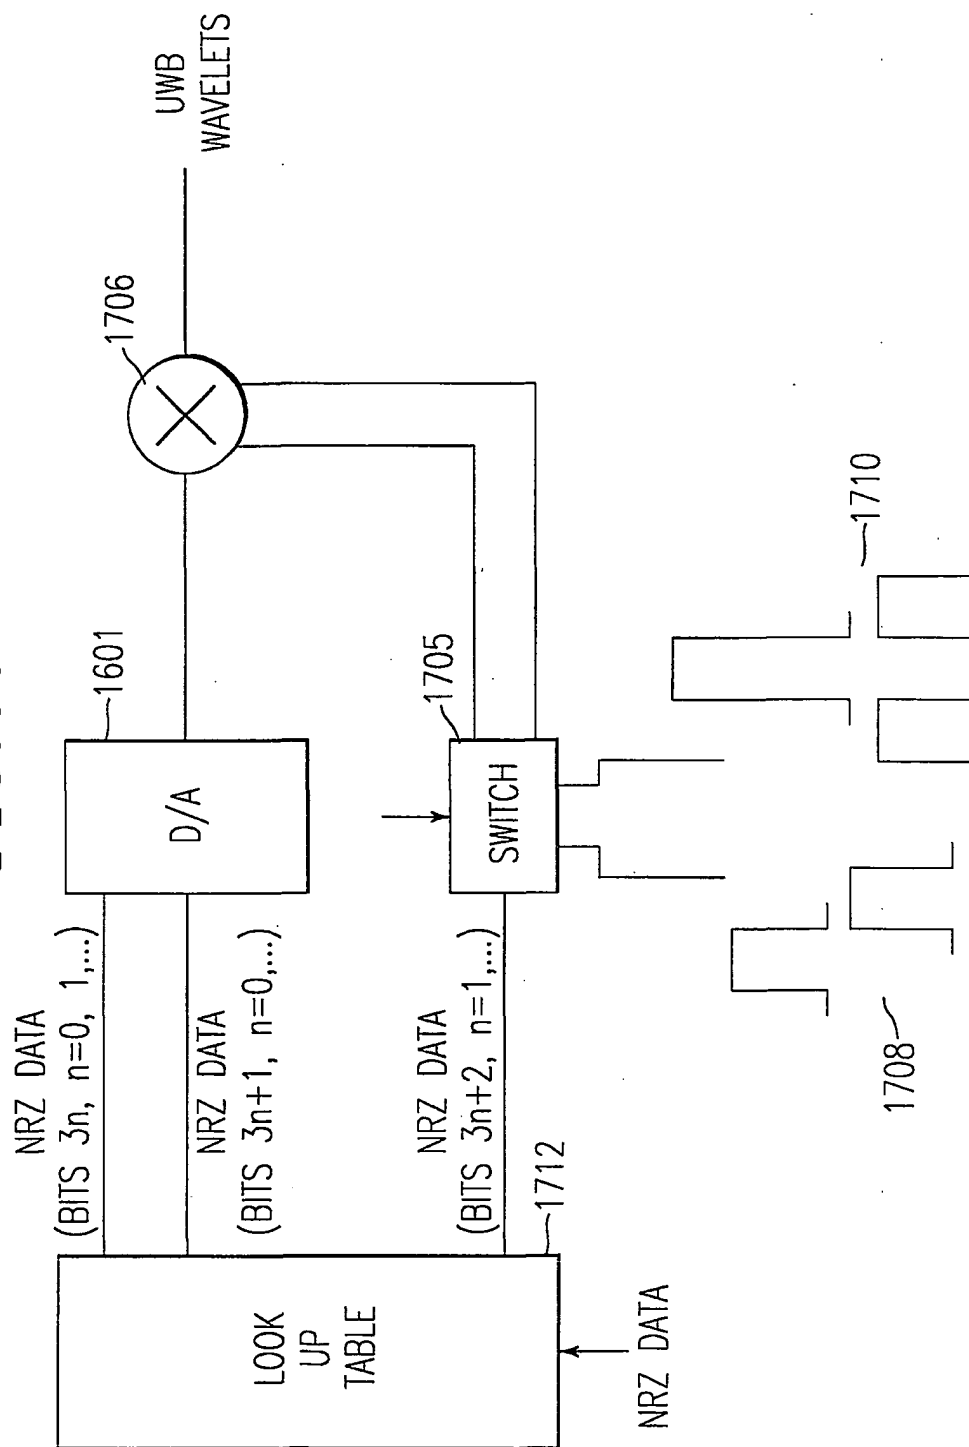 UWB
WAVELETS
1706
1601
D/A
1705
SWITCH
1710
1708
NRZ DATA
(BITS 3n, n=0, 1,...)
NRZ DATA
(BITS 3n+1, n=0,...)
NRZ DATA
(BITS 3n+2, n=1,...)
1712
LOOK
UP
TABLE
NRZ DATA